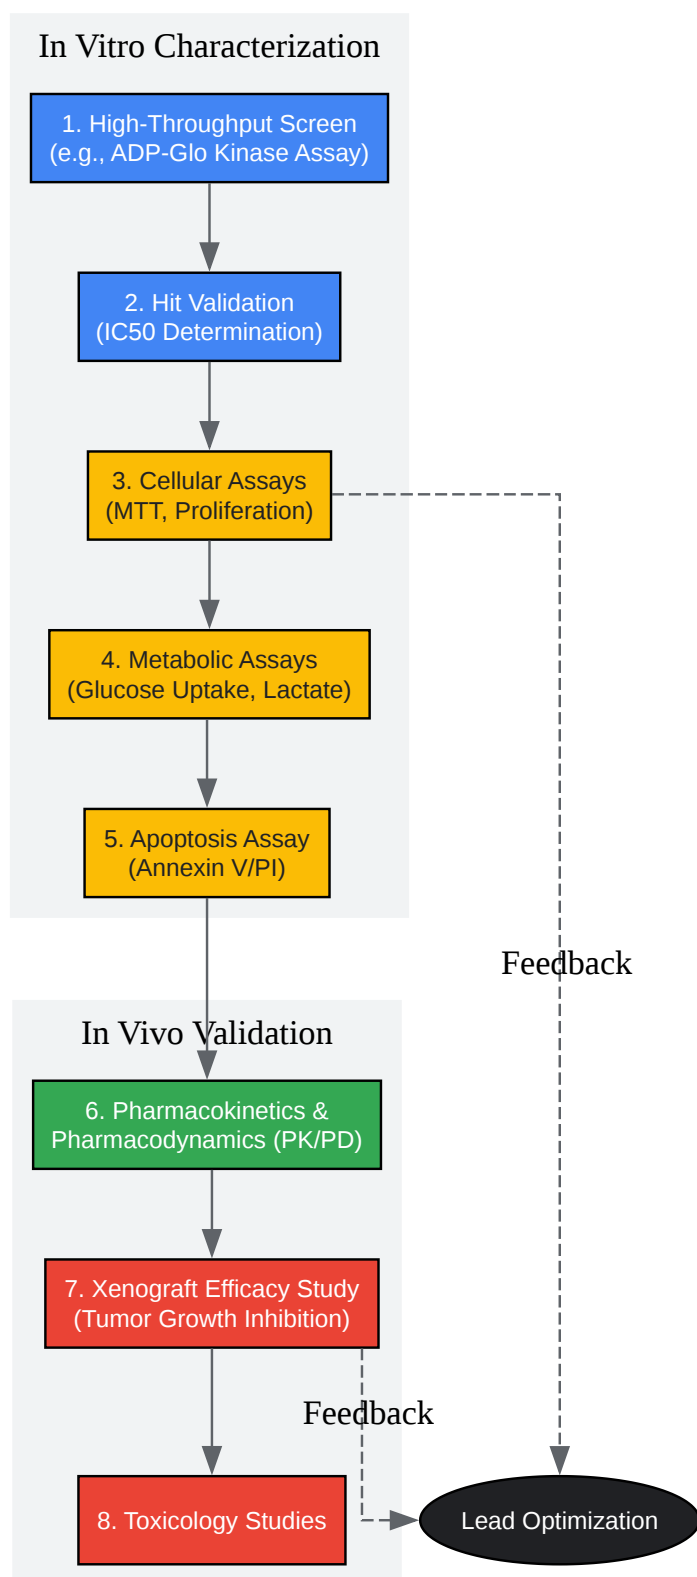 In Vitro Characterization
1. High-Throughput Screen
(e.g., ADP-Glo Kinase Assay)
2. Hit Validation
(IC50 Determination)
3. Cellular Assays
(MTT, Proliferation)
4. Metabolic Assays
(Glucose Uptake, Lactate)
5. Apoptosis Assay
(Annexin V/PI)
Feedback
In Vivo Validation
6. Pharmacokinetics &
Pharmacodynamics (PK/PD)
7. Xenograft Efficacy Study
(Tumor Growth Inhibition)
Feedback
8. Toxicology Studies
Lead Optimization